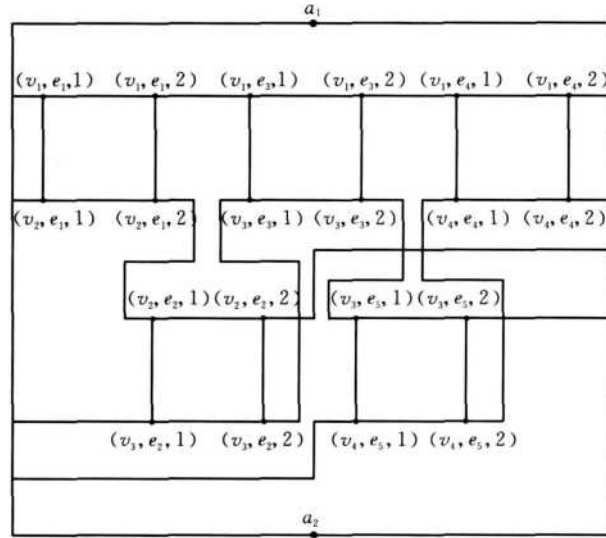 a₁
(v₁,e₁,1) (v₁,e₁,2) (v₁,e₃,1) (v₁,e₃,2) (v₁,e₄,1) (v₁,e₄,2)
(v₂,e₁,1) (v₂,e₁,2) (v₃,e₃,1) (v₃,e₃,2) (v₄,e₄,1) (v₄,e₄,2)
(v₂,e₂,1) (v₂,e₂,2) (v₃,e₅,1) (v₃,e₅,2)
(v₃,e₂,1) (v₃,e₂,2) (v₄,e₅,1) (v₄,e₅,2)
a₂